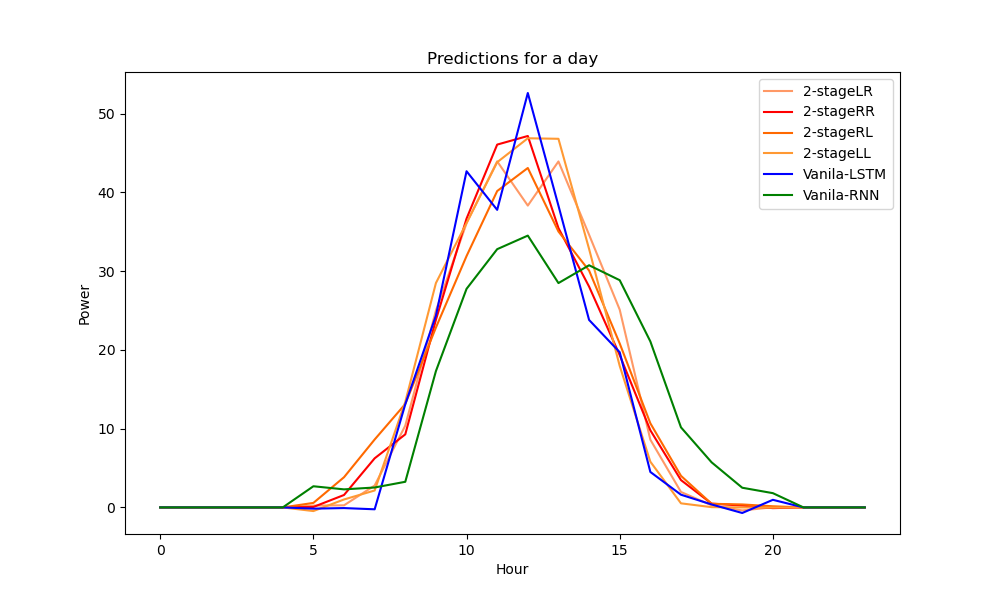 Predictions for a day
2-stageLR
2-stageRR
2-stageRL
2-stageLL
Vanila-LSTM
Vanila-RNN
50
40
30
20
10
0
Power
0 5 10 15 20
Hour